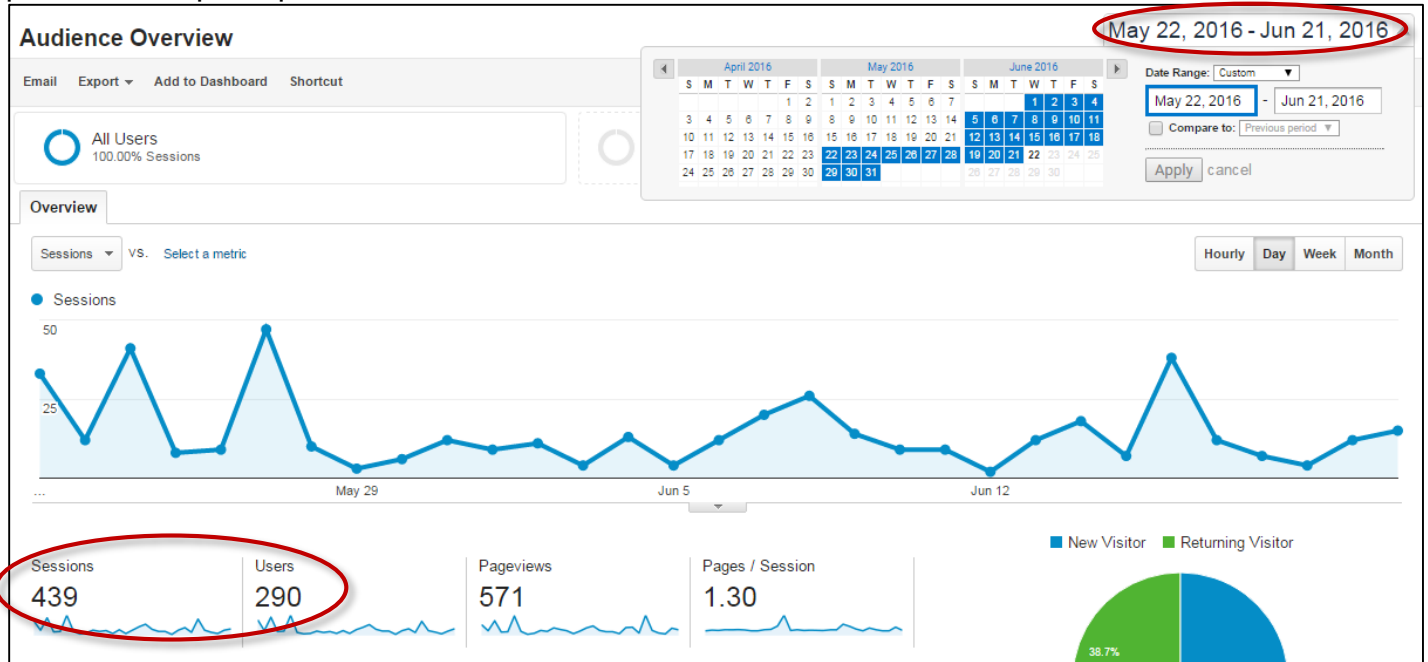 Audience Overview
May 22, 2016 - Jun 21, 2016
Email Export Add to Dashboard Shortcut
All Users
100.00% Sessions
April 2016 May 2016 June 2016
S M T W T F S S M T W T F S S M T W T F S
1 2 1 2 3 4 5 6 7 1 2 3 4
3 4 5 6 7 8 9 8 9 10 11 12 13 14 5 6 7 8 9 10 11
10 11 12 13 14 15 16 15 16 17 18 19 20 21 12 13 14 15 16 17 18
17 18 19 20 21 22 23 22 23 24 25 26 27 28 19 20 21 22 23 24 25
24 25 26 27 28 29 30 29 30 31 26 27 28 29 30
Date Range: Custom
May 22, 2016 - Jun 21, 2016
Compare to: Previous period
Apply cancel
Overview
Sessions VS. Select a metric
Hourly Day Week Month
Sessions
50
25
... May 29 Jun 5 Jun 12
New Visitor Returning Visitor
Sessions Users Pageviews Pages / Session
439 290 571 1.30
38.7%